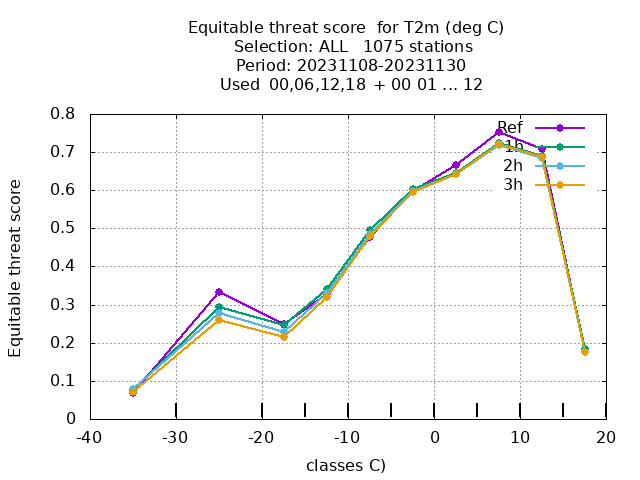 Equitable threat score  for T2m (deg C)
Selection: ALL   1075 stations
Period: 20231108-20231130
Used  00,06,12,18  + 00 01 ... 12
Equitable threat score
0.8
0.7
0.6
0.5
0.4
0.3
0.2
0.1
0
Ref
1h
2h
3h
-40
-30
-20
-10
0
10
20
classes C)